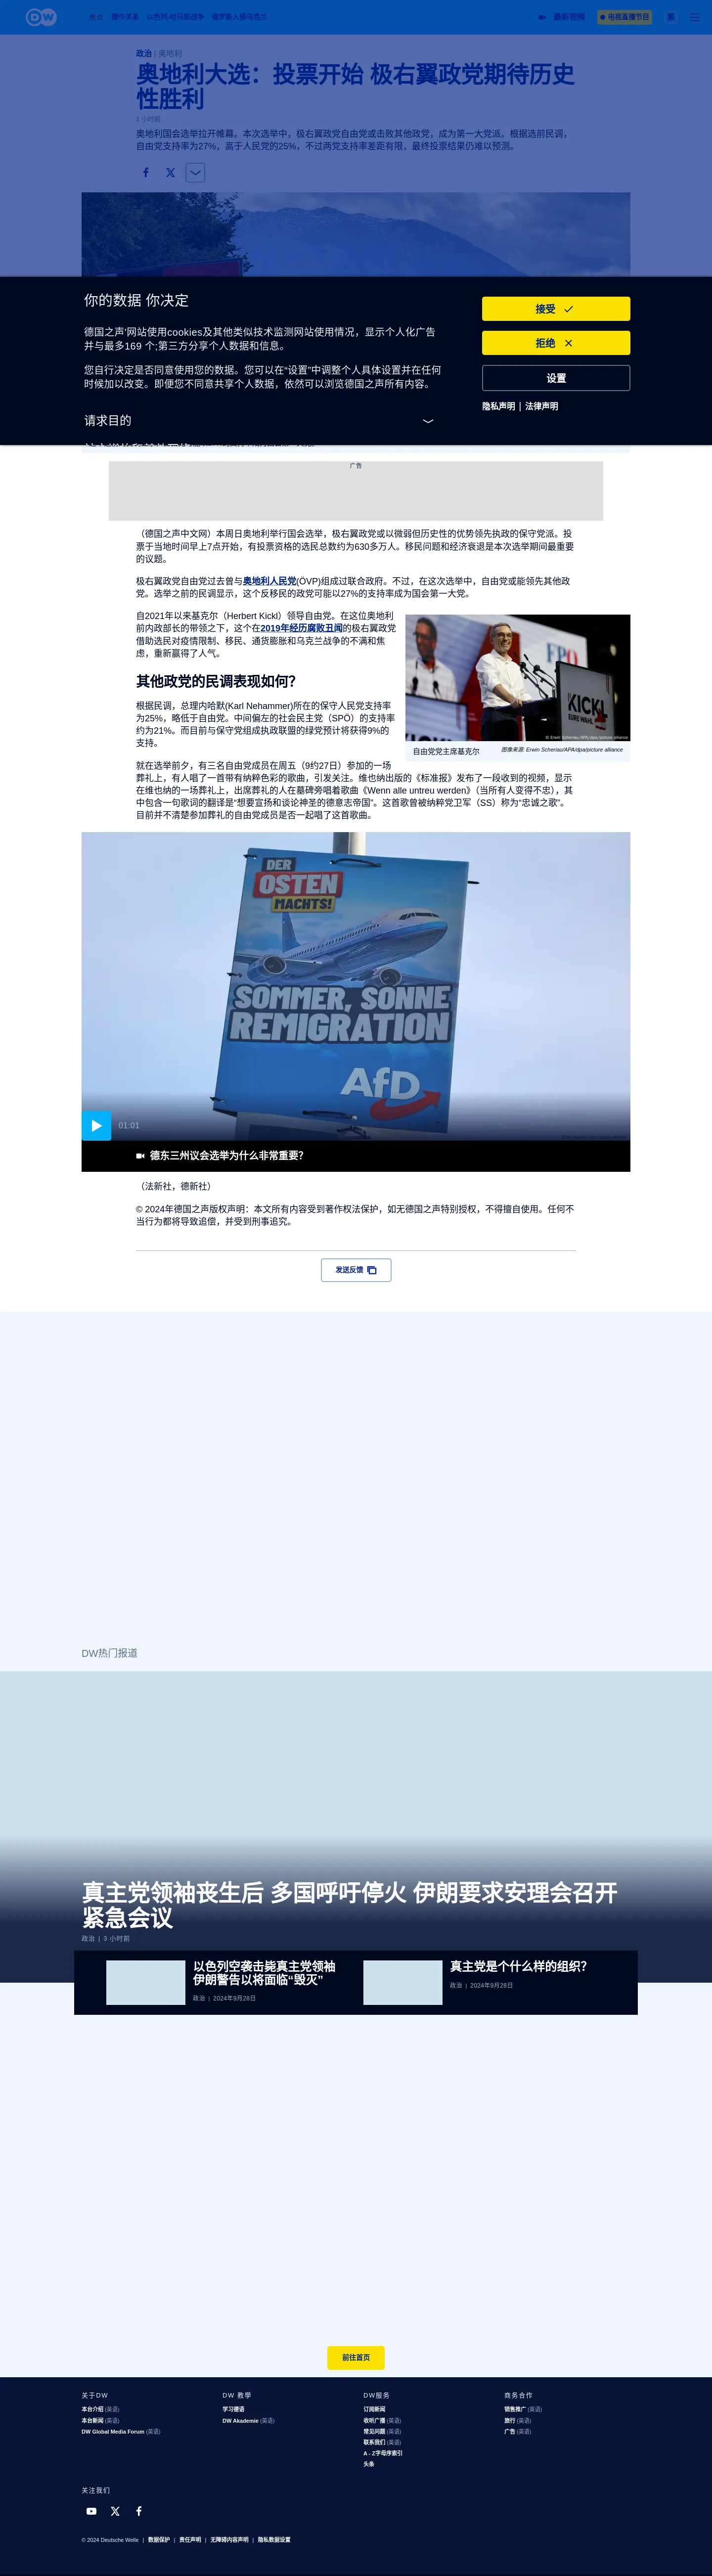 DW
热点
德中关系
以色列-哈马斯战争
俄罗斯入侵乌克兰
最新视频
电视直播节目
繁
政治 | 奥地利
奥地利大选：投票开始 极右翼政党期待历史
性胜利
1 小时前
奥地利国会选举拉开帷幕。本次选举中，极右翼政党自由党或击败其他政党，成为第一大党派。根据选前民调，
自由党支持率为27%，高于人民党的25%，不过两党支持率差距有限，最终投票结果仍难以预测。
你的数据 你决定
德国之声'网站使用cookies及其他类似技术监测网站使用情况，显示个人化广告
并与最多169 个;第三方分享个人数据和信息。
您自行决定是否同意使用您的数据。您可以在"设置"中调整个人具体设置并在任何
时候加以改变。即便您不同意共享个人数据，依然可以浏览德国之声所有内容。
请求目的
接受
拒绝
设置
隐私声明 | 法律声明
广告
（德国之声中文网）本周日奥地利举行国会选举，极右翼政党或以微弱但历史性的优势领先执政的保守党派。投
票于当地时间早上7点开始，有投票资格的选民总数约为630多万人。移民问题和经济衰退是本次选举期间最重要
的议题。
极右翼政党自由党过去曾与奥地利人民党(ÖVP)组成过联合政府。不过，在这次选举中，自由党或能领先其他政
党。选举之前的民调显示，这个反移民的政党可能以27%的支持率成为国会第一大党。
自2021年以来基克尔（Herbert Kickl）领导自由党。在这位奥地利
前内政部长的带领之下，这个在2019年经历腐败丑闻的极右翼政党
借助选民对疫情限制、移民、通货膨胀和乌克兰战争的不满和焦
虑，重新赢得了人气。
FPÖ
KICKL
EURE WAHL
© Erwin Scheriau/APA/dpa/picture alliance
自由党党主席基克尔
图像来源: Erwin Scheriau/APA/dpa/picture alliance
其他政党的民调表现如何？
根据民调，总理内哈默(Karl Nehammer)所在的保守人民党支持率
为25%，略低于自由党。中间偏左的社会民主党（SPÖ）的支持率
约为21%。而目前与保守党组成执政联盟的绿党预计将获得9%的
支持。
就在选举前夕，有三名自由党成员在周五（9约27日）参加的一场
葬礼上，有人唱了一首带有纳粹色彩的歌曲，引发关注。维也纳出版的《标准报》发布了一段收到的视频，显示
在维也纳的一场葬礼上，出席葬礼的人在墓碑旁唱着歌曲《Wenn alle untreu werden》（当所有人变得不忠），其
中包含一句歌词的翻译是"想要宣扬和谈论神圣的德意志帝国"。这首歌曾被纳粹党卫军（SS）称为"忠诚之歌"。
目前并不清楚参加葬礼的自由党成员是否一起唱了这首歌曲。
DER
OSTEN
MACHTS!
SOMMER, SONNE
REMIGRATION
AfD
01:01
德东三州议会选举为什么非常重要？
（法新社，德新社）
© 2024年德国之声版权声明：本文所有内容受到著作权法保护，如无德国之声特别授权，不得擅自使用。任何不
当行为都将导致追偿，并受到刑事追究。
发送反馈
DW热门报道
真主党领袖丧生后 多国呼吁停火 伊朗要求安理会召开
紧急会议
政治 | 3 小时前
以色列空袭击毙真主党领袖
伊朗警告以将面临"毁灭"
政治 | 2024年9月28日
真主党是个什么样的组织？
政治 | 2024年9月28日
前往首页
关于DW
本台介绍 (英语)
本台新闻 (英语)
DW Global Media Forum (英语)
DW 教學
学习德语
DW Akademie (英语)
DW服务
订阅新闻
收听广播 (英语)
常见问题 (英语)
联系我们 (英语)
A - Z字母序索引
头条
商务合作
销售推广 (英语)
旅行 (英语)
广告 (英语)
关注我们
© 2024 Deutsche Welle | 数据保护 | 责任声明 | 无障碍内容声明 | 隐私数据设置